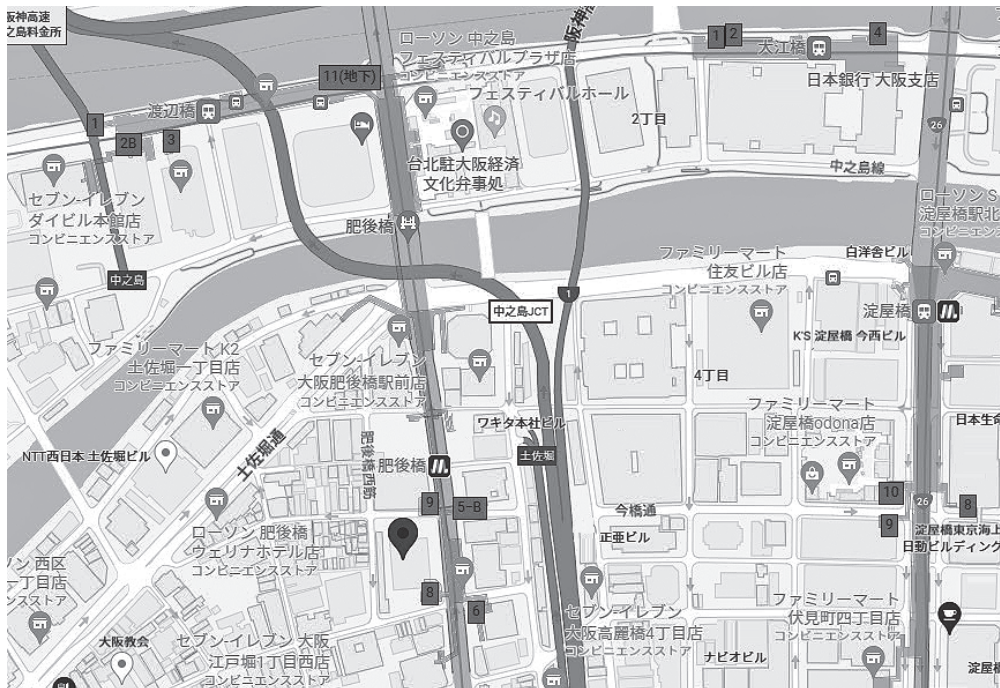 阪神高速
之島料金所
ローソン 中之島
フェスティバルプラザ店
コンビニエンスストア
阪神高
1
2
大江橋
4
11(地下)
フェスティバルホール
日本銀行 大阪支店
渡辺橋
1
2B
3
2丁目
26
台北駐大阪経済
文化弁事処
中之島線
セブン-イレブン
ダイビル本館店
コンビニエンスストア
肥後橋
ローソン S
淀屋橋駅北
コンビニエンス
中之島
ファミリーマート
住友ビル店
コンビニエンスストア
白洋舎ビル
1
中之島JCT
淀屋橋
K'S 淀屋橋 今西ビル
ファミリーマート K2
土佐堀一丁目店
コンビニエンスストア
セブン-イレブン
大阪肥後橋駅前店
コンビニエンスストア
4丁目
ファミリーマート
淀屋橋odona店
コンビニエンスストア
日本生命
ワキタ本社ビル
土佐堀
NTT西日本 土佐堀ビル
土佐堀通
肥後橋西筋
肥後橋
9
5-B
10
26
8
今橋通
9
淀屋橋東京海上
日動ビルディング
正亜ビル
ローソン 肥後橋
ウェリナホテル店
コンビニエンスストア
ソン 西区
一丁目店
ンスストア
8
6
セブン-イレブン
大阪高麗橋4丁目店
コンビニエンスストア
ファミリーマート
伏見町四丁目店
コンビニエンスストア
大阪教会
セブン-イレブン 大阪
江戸堀1丁目西店
コンビニエンスストア
ナビオビル
淀屋